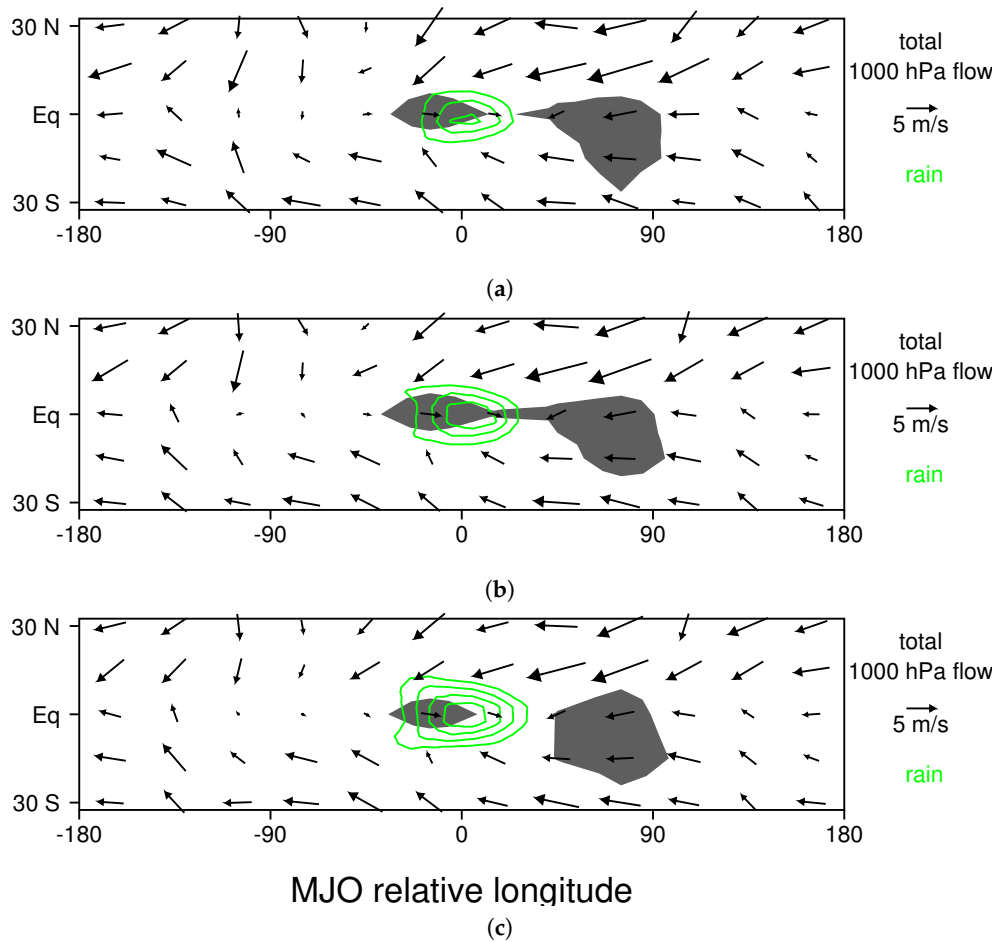 30 N
Eq
30 S
-180 -90 0 90 180
total
1000 hPa flow
5 m/s
rain
(a)
30 N
Eq
30 S
-180 -90 0 90 180
total
1000 hPa flow
5 m/s
rain
(b)
30 N
Eq
30 S
-180 -90 0 90 180
total
1000 hPa flow
5 m/s
rain
MJO relative longitude
(c)